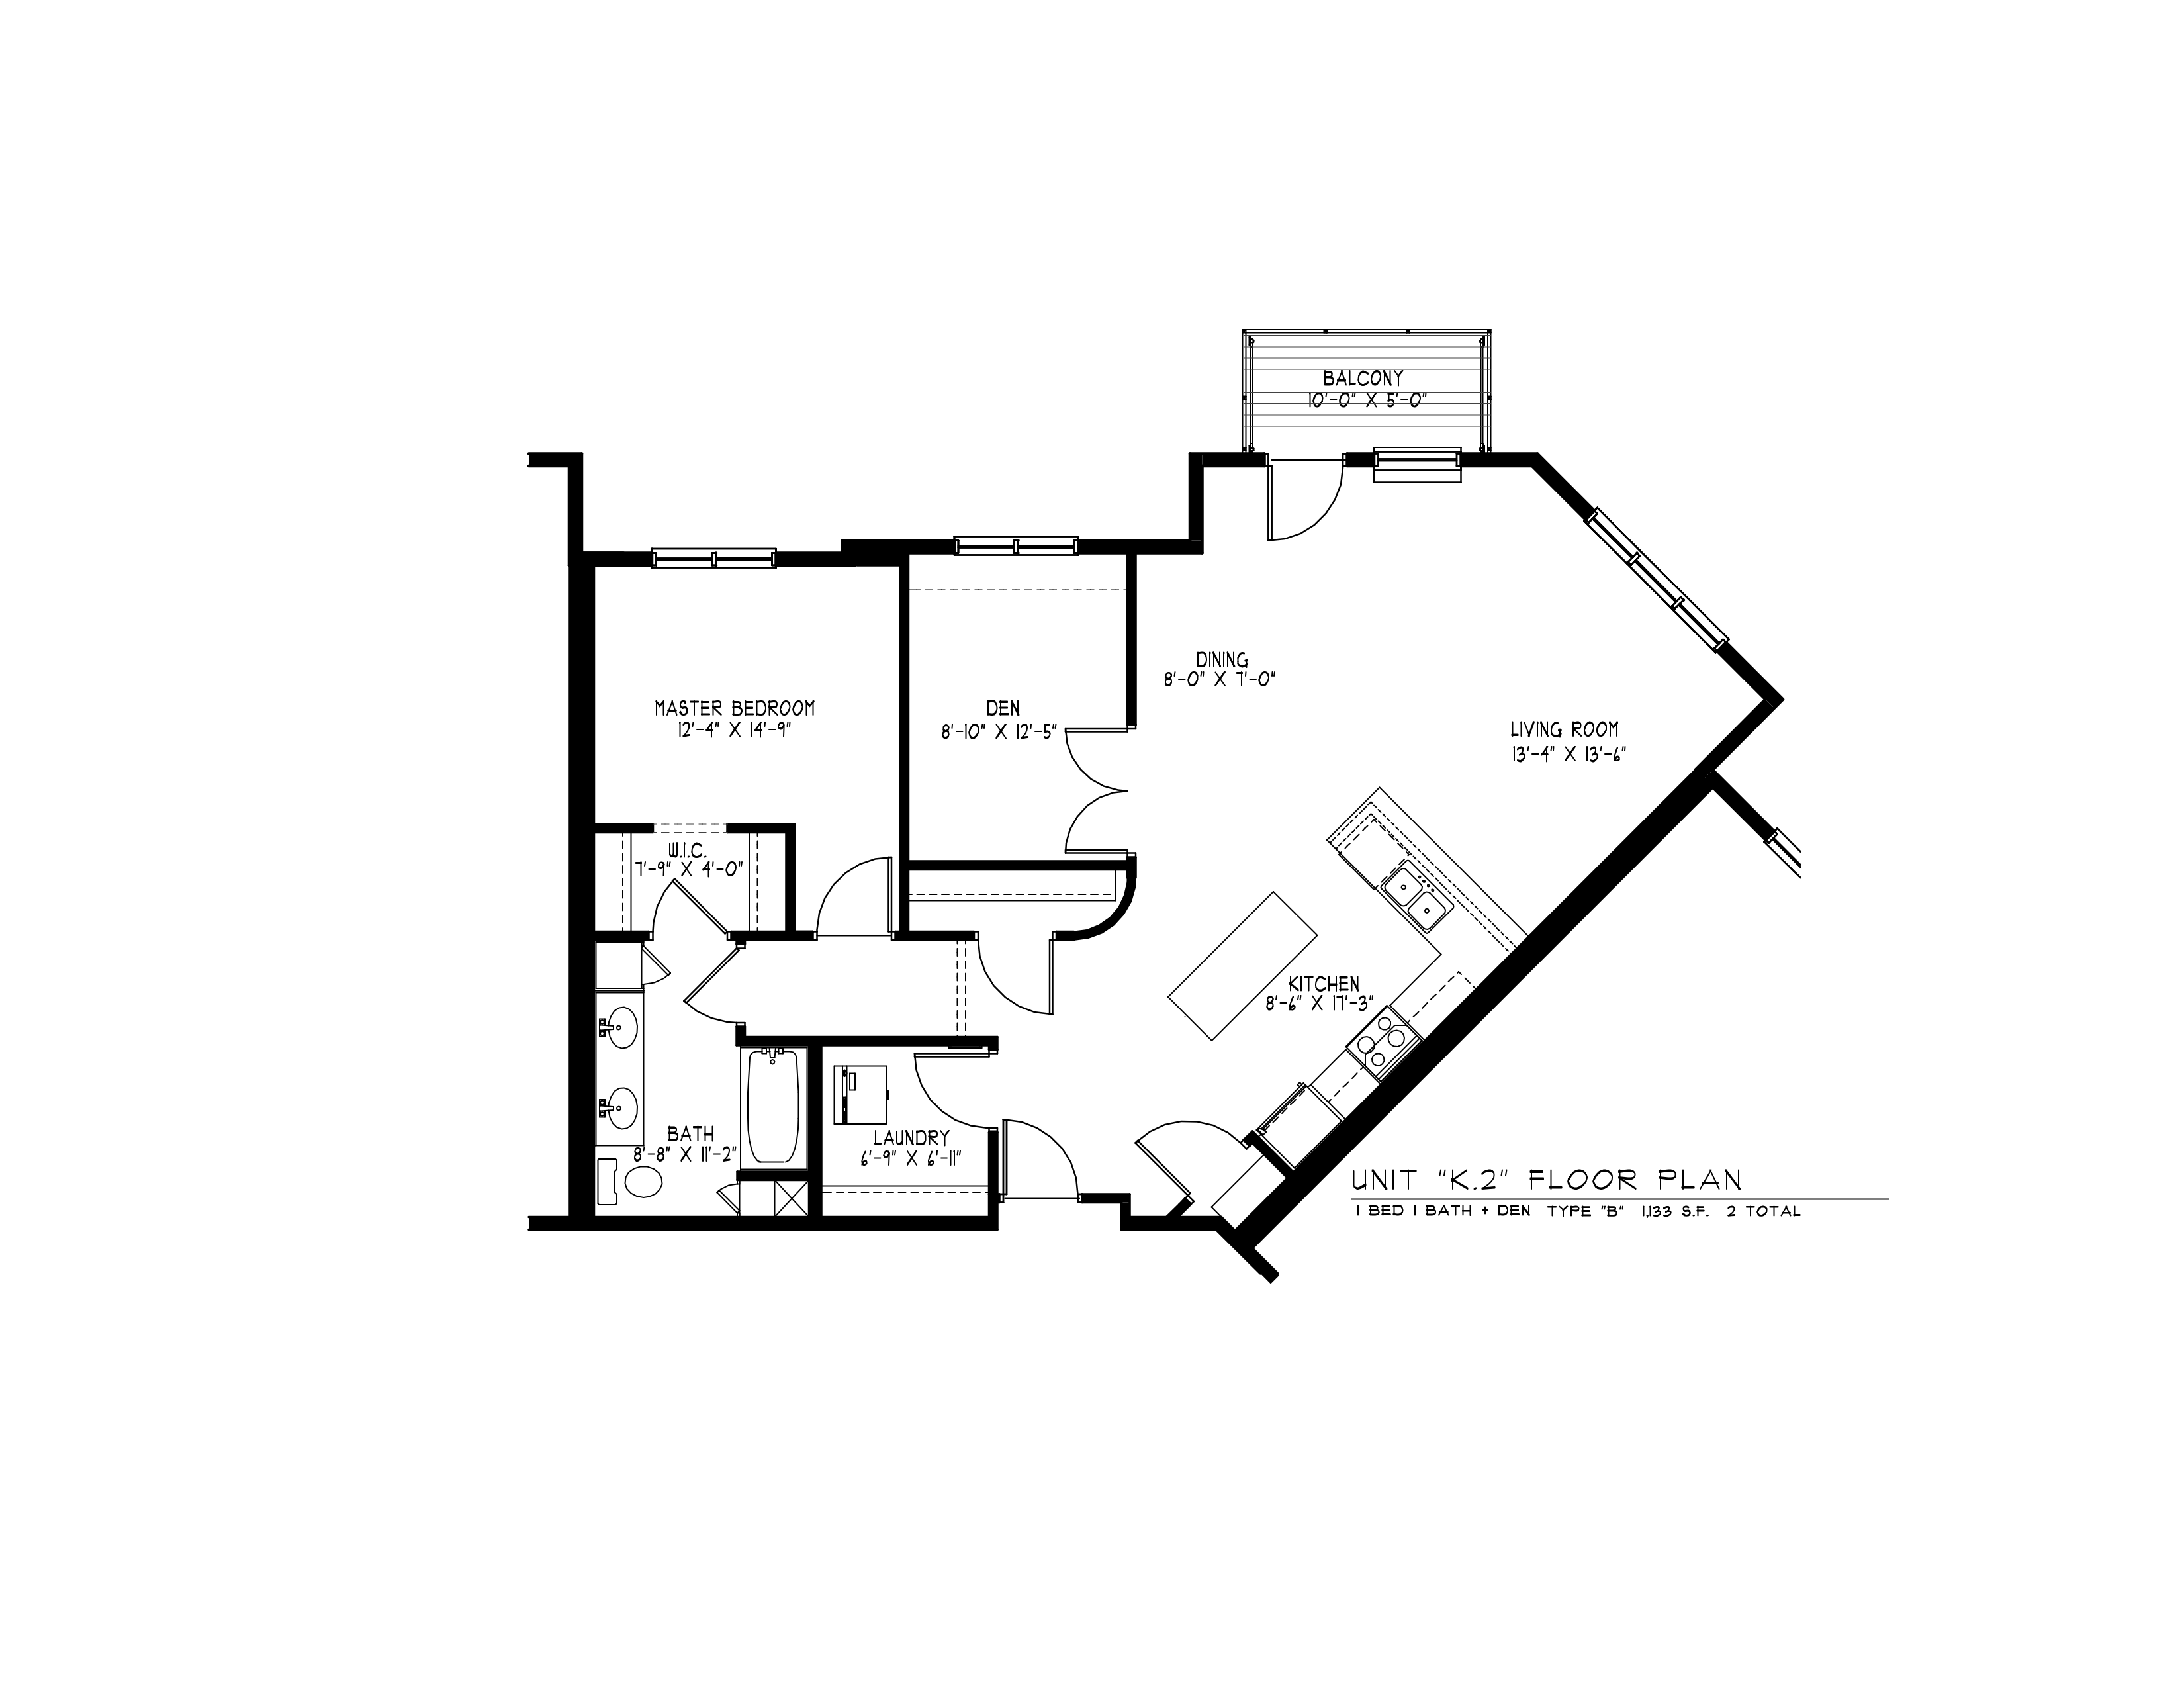 BALCONY
10'-0" X 5'-0"
DINING
8'-0" X 7'-0"
MASTER BEDROOM
12'-4" X 14'-9"
DEN
8'-10" X 12'-5"
LIVING ROOM
13'-4" X 13'-6"
W.I.C.
7'-9" X 4'-0"
KITCHEN
8'-6" X 17'-3"
BATH
8'-8" X 11'-2"
LAUNDRY
6'-9" X 6'-11"
UNIT "K.2" FLOOR PLAN
1 BED 1 BATH + DEN TYPE "B" 1,133 S.F. 2 TOTAL